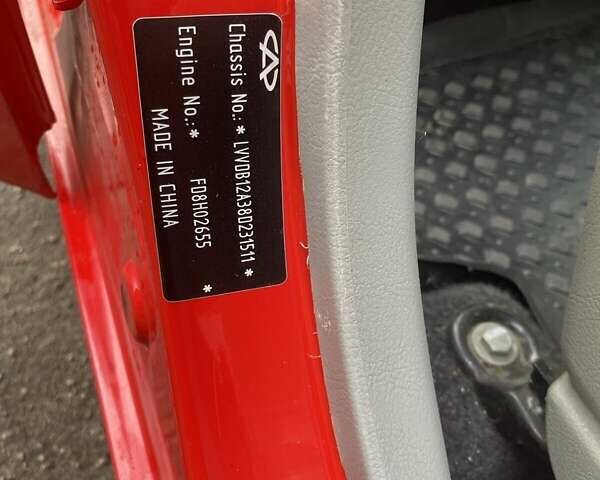 Chassis No.: * LVVDB12A38D231511 *
Engine No.: * FD8H02655 *
MADE IN CHINA